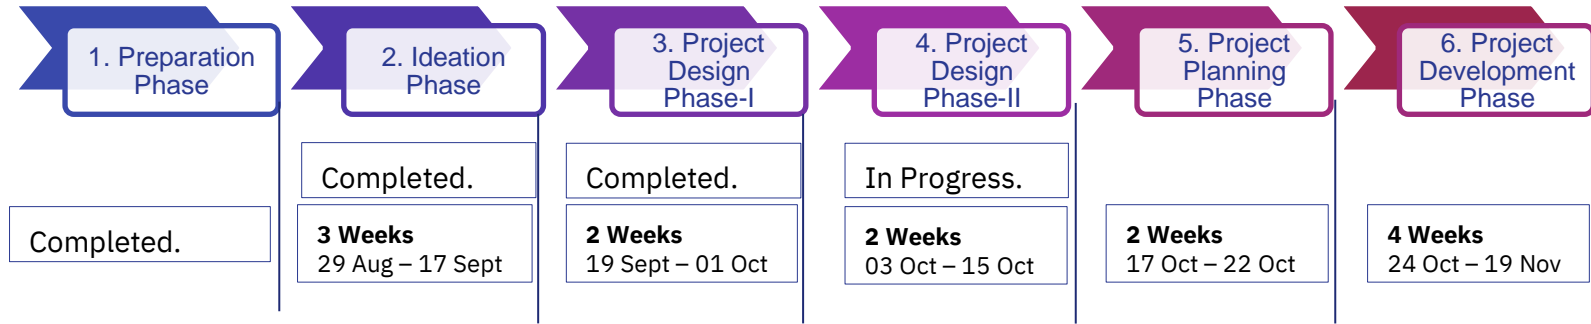 1. Preparation
Phase
2. Ideation
Phase
3. Project
Design
Phase-I
4. Project
Design
Phase-II
5. Project
Planning
Phase
6. Project
Development
Phase
Completed.
Completed.
In Progress.
Completed.
3 Weeks
29 Aug – 17 Sept
2 Weeks
19 Sept – 01 Oct
2 Weeks
03 Oct – 15 Oct
2 Weeks
17 Oct – 22 Oct
4 Weeks
24 Oct – 19 Nov